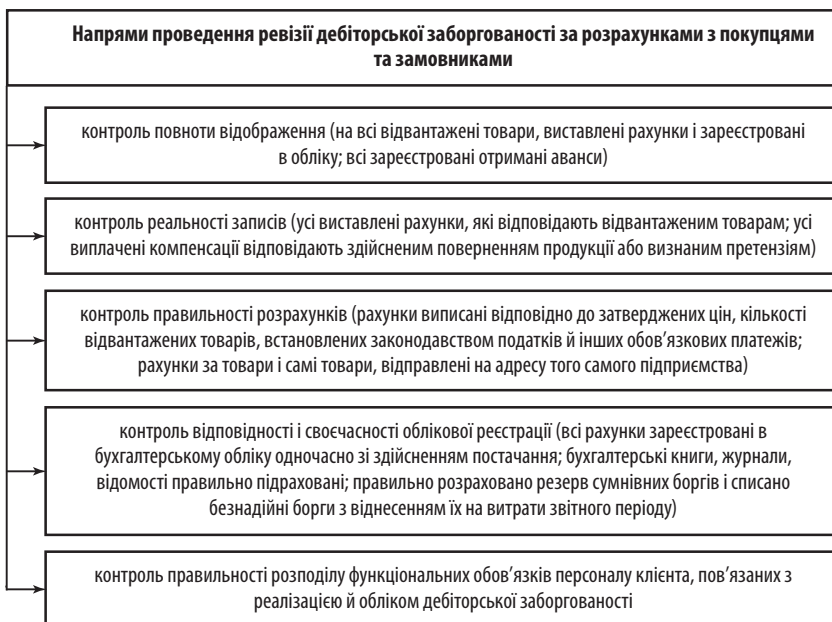 Напрями проведення ревізії дебіторської заборгованості за розрахунками з покупцями
та замовниками
контроль повноти відображення (на всі відвантажені товари, виставлені рахунки і зареєстровані
в обліку; всі зареєстровані отримані аванси)
контроль реальності записів (усі виставлені рахунки, які відповідають відвантаженим товарам; усі
виплачені компенсації відповідають здійсненим поверненням продукції або визнаним претензіям)
контроль правильності розрахунків (рахунки виписані відповідно до затверджених цін, кількості
відвантажених товарів, встановлених законодавством податків й інших обов’язкових платежів;
рахунки за товари і самі товари, відправлені на адресу того самого підприємства)
контроль відповідності і своєчасності облікової реєстрації (всі рахунки зареєстровані в
бухгалтерському обліку одночасно зі здійсненням постачання; бухгалтерські книги, журнали,
відомості правильно підраховані; правильно розраховано резерв сумнівних боргів і списано
безнадійні борги з віднесенням їх на витрати звітного періоду)
контроль правильності розподілу функціональних обов’язків персоналу клієнта, пов’язаних з
реалізацією й обліком дебіторської заборгованості